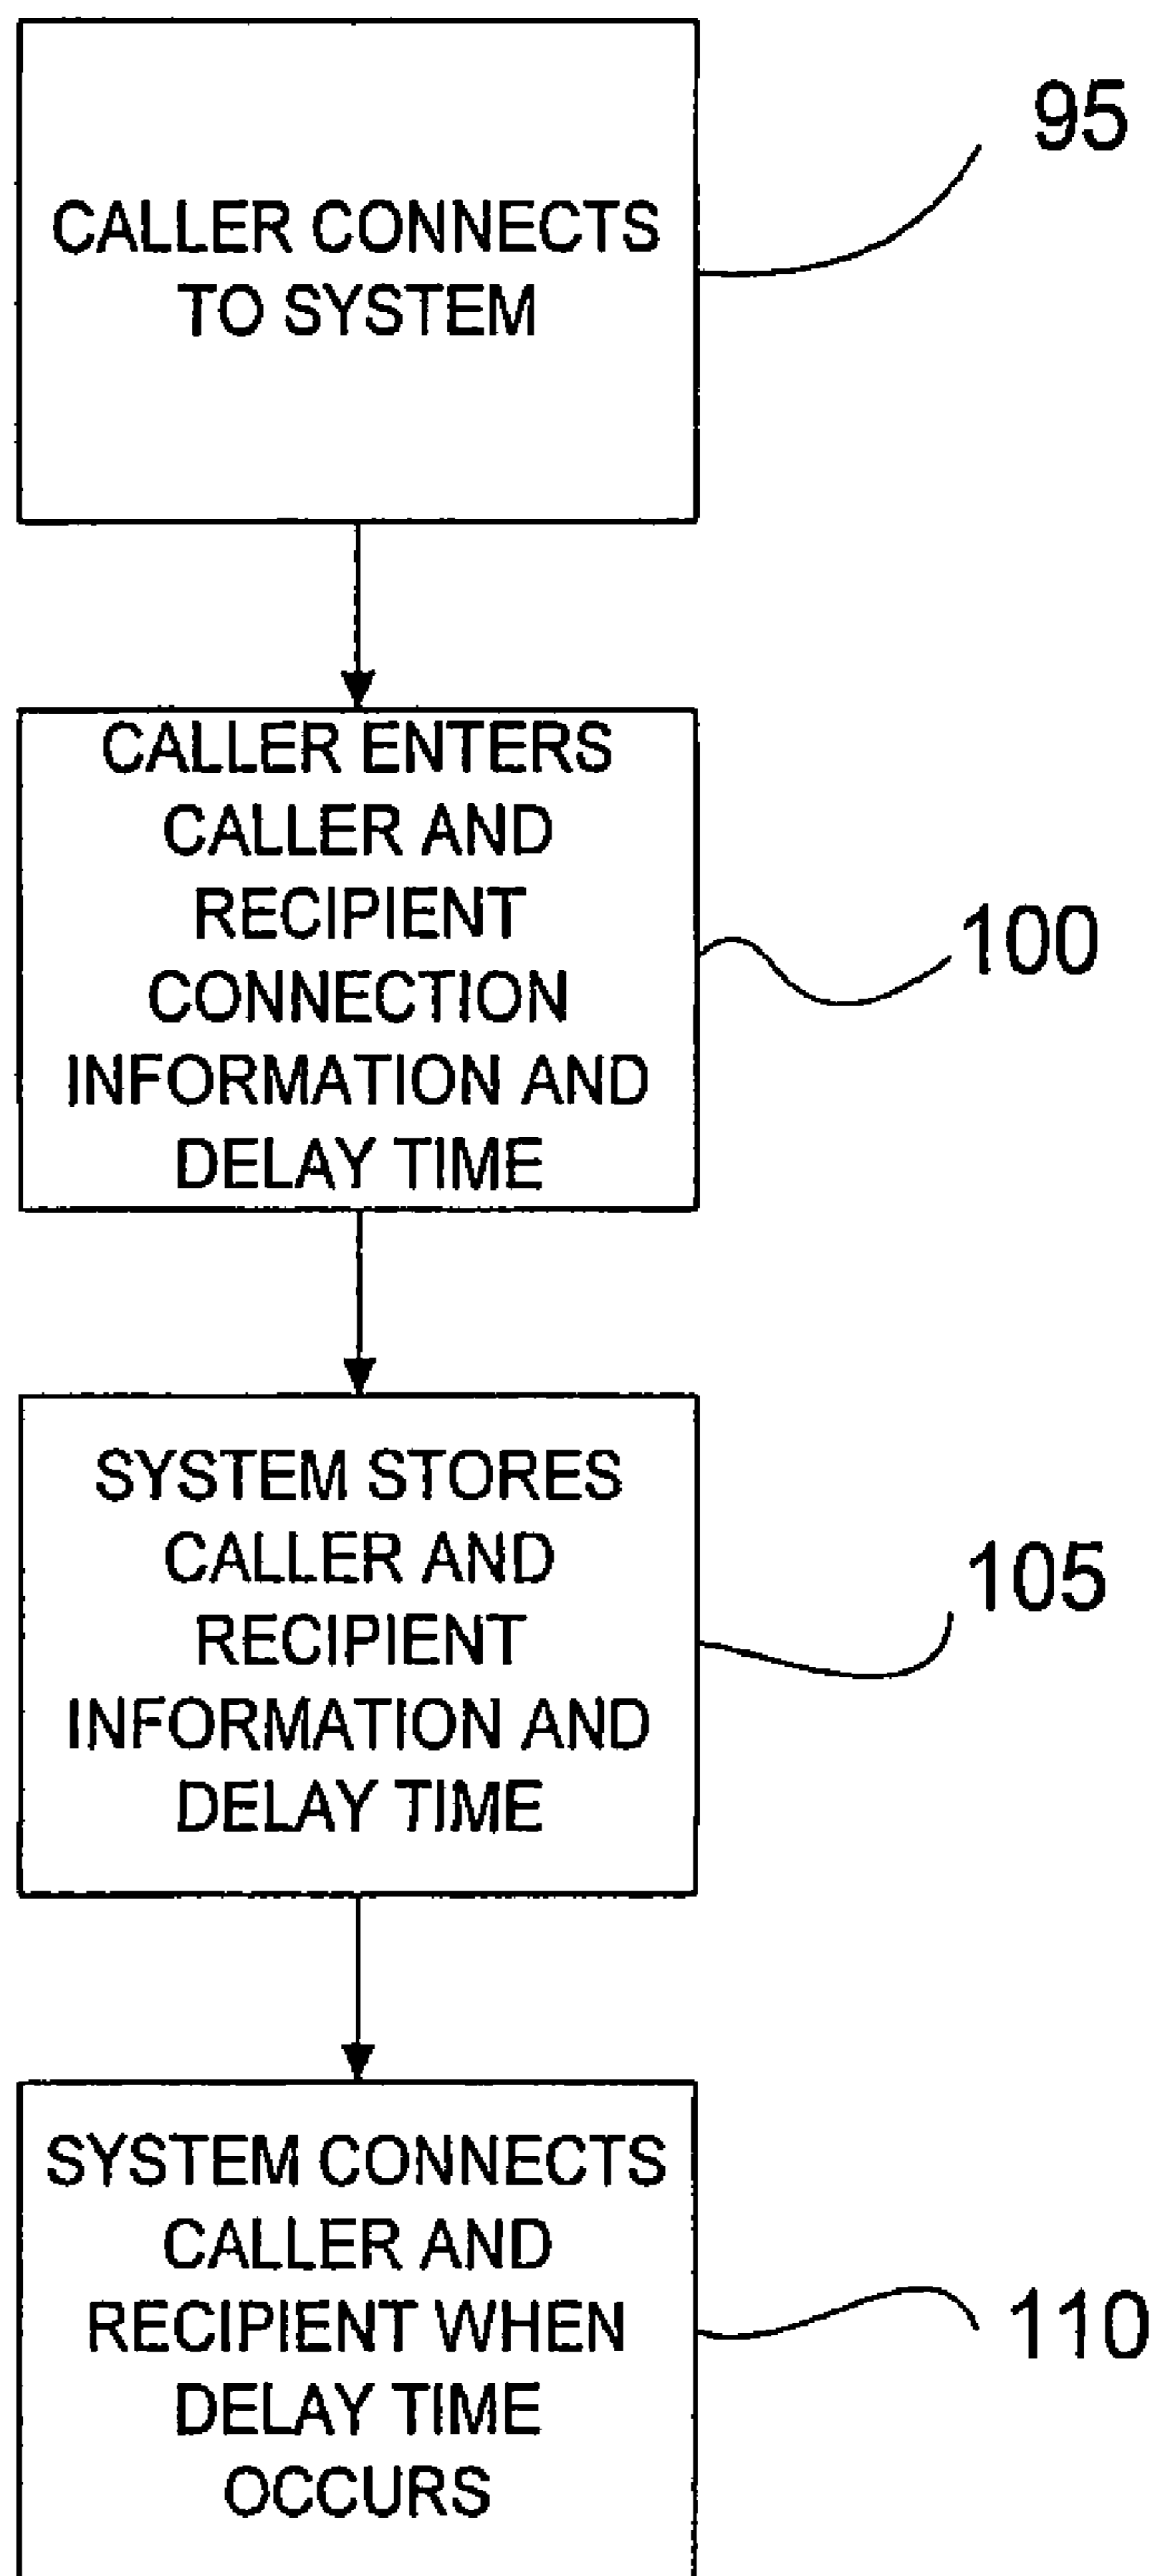 CALLER CONNECTS
TO SYSTEM
95
CALLER ENTERS
CALLER AND
RECIPIENT
CONNECTION
INFORMATION AND
DELAY TIME
100
SYSTEM STORES
CALLER AND
RECIPIENT
INFORMATION AND
DELAY TIME
105
SYSTEM CONNECTS
CALLER AND
RECIPIENT WHEN
DELAY TIME
OCCURS
110